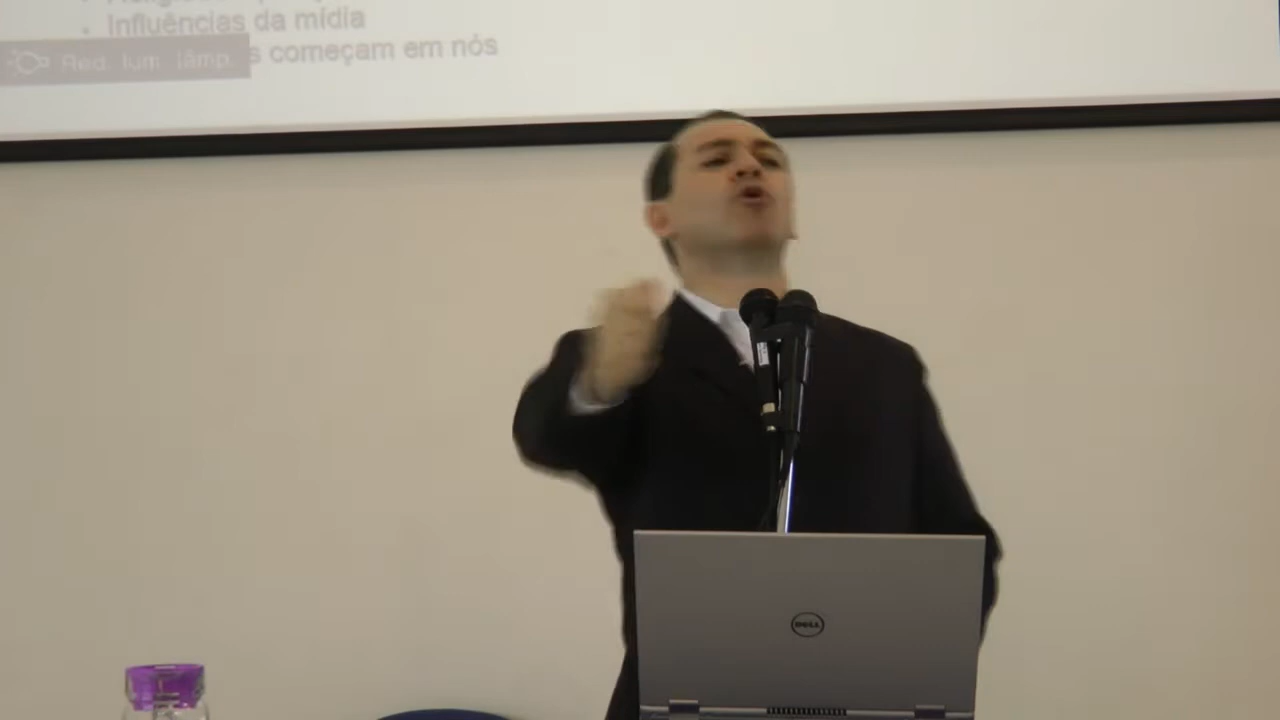 Influências da mídia
s começam em nós
Red. lum. lâmp.
DELL